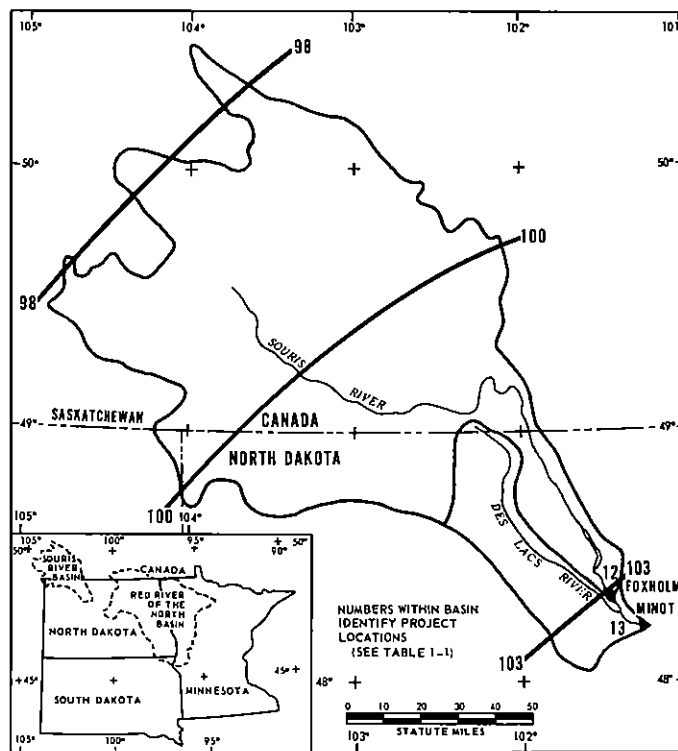 105° 104° 103° 102°
98
50° 50°
100
98
SOURIS
RIVER
49° SASKATCHEWAN CANADA 49°
NORTH DAKOTA
100 104°
105°
DES LACS RIVER
12 103
FOXHOLM
MINOT
13
103
NUMBERS WITHIN BASIN
IDENTIFY PROJECT
LOCATIONS
(SEE TABLE 1-1)
48° 48°
0 10 20 30 40 50
STATUTE MILES
103° 102°
105° 100° 95° 90°
50° 50°
SOURIS
RIVER
BASIN
CANADA
RED RIVER
OF THE
NORTH
BASIN
NORTH DAKOTA
MINNESOTA
45° 45°
SOUTH DAKOTA
105° 100° 95°